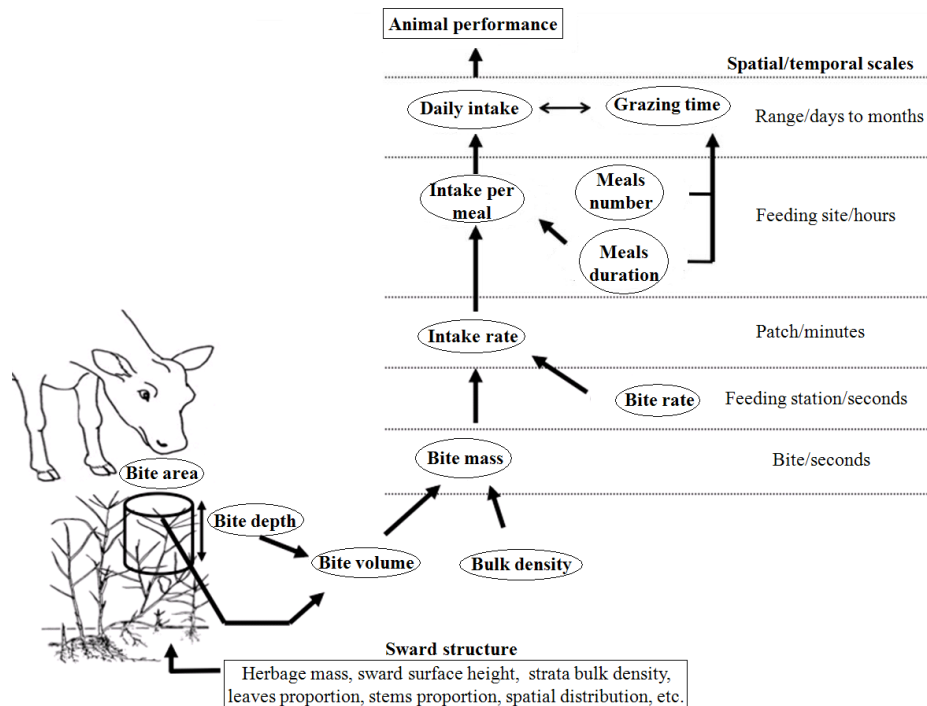 Animal performance
Spatial/temporal scales
Daily intake
Grazing time
Range/days to months
Intake per
meal
Meals
number
Feeding site/hours
Meals
duration
Intake rate
Patch/minutes
Bite rate
Feeding station/seconds
Bite mass
Bite/seconds
Bite area
Bite depth
Bite volume
Bulk density
Sward structure
Herbage mass, sward surface height, strata bulk density,
leaves proportion, stems proportion, spatial distribution, etc.